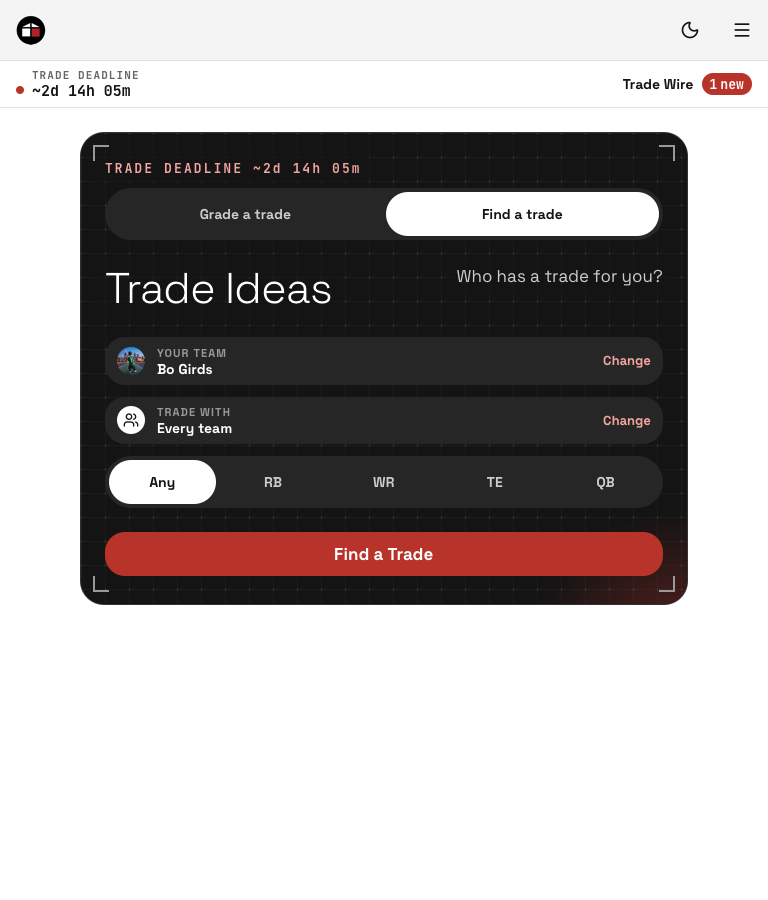 TRADE DEADLINE
~2d 14h 05m
Trade Wire 1 new
TRADE DEADLINE ~2d 14h 05m
Grade a trade
Find a trade
Trade Ideas
Who has a trade for you?
YOUR TEAM
Bo Girds
Change
TRADE WITH
Every team
Change
Any
RB
WR
TE
QB
Find a Trade